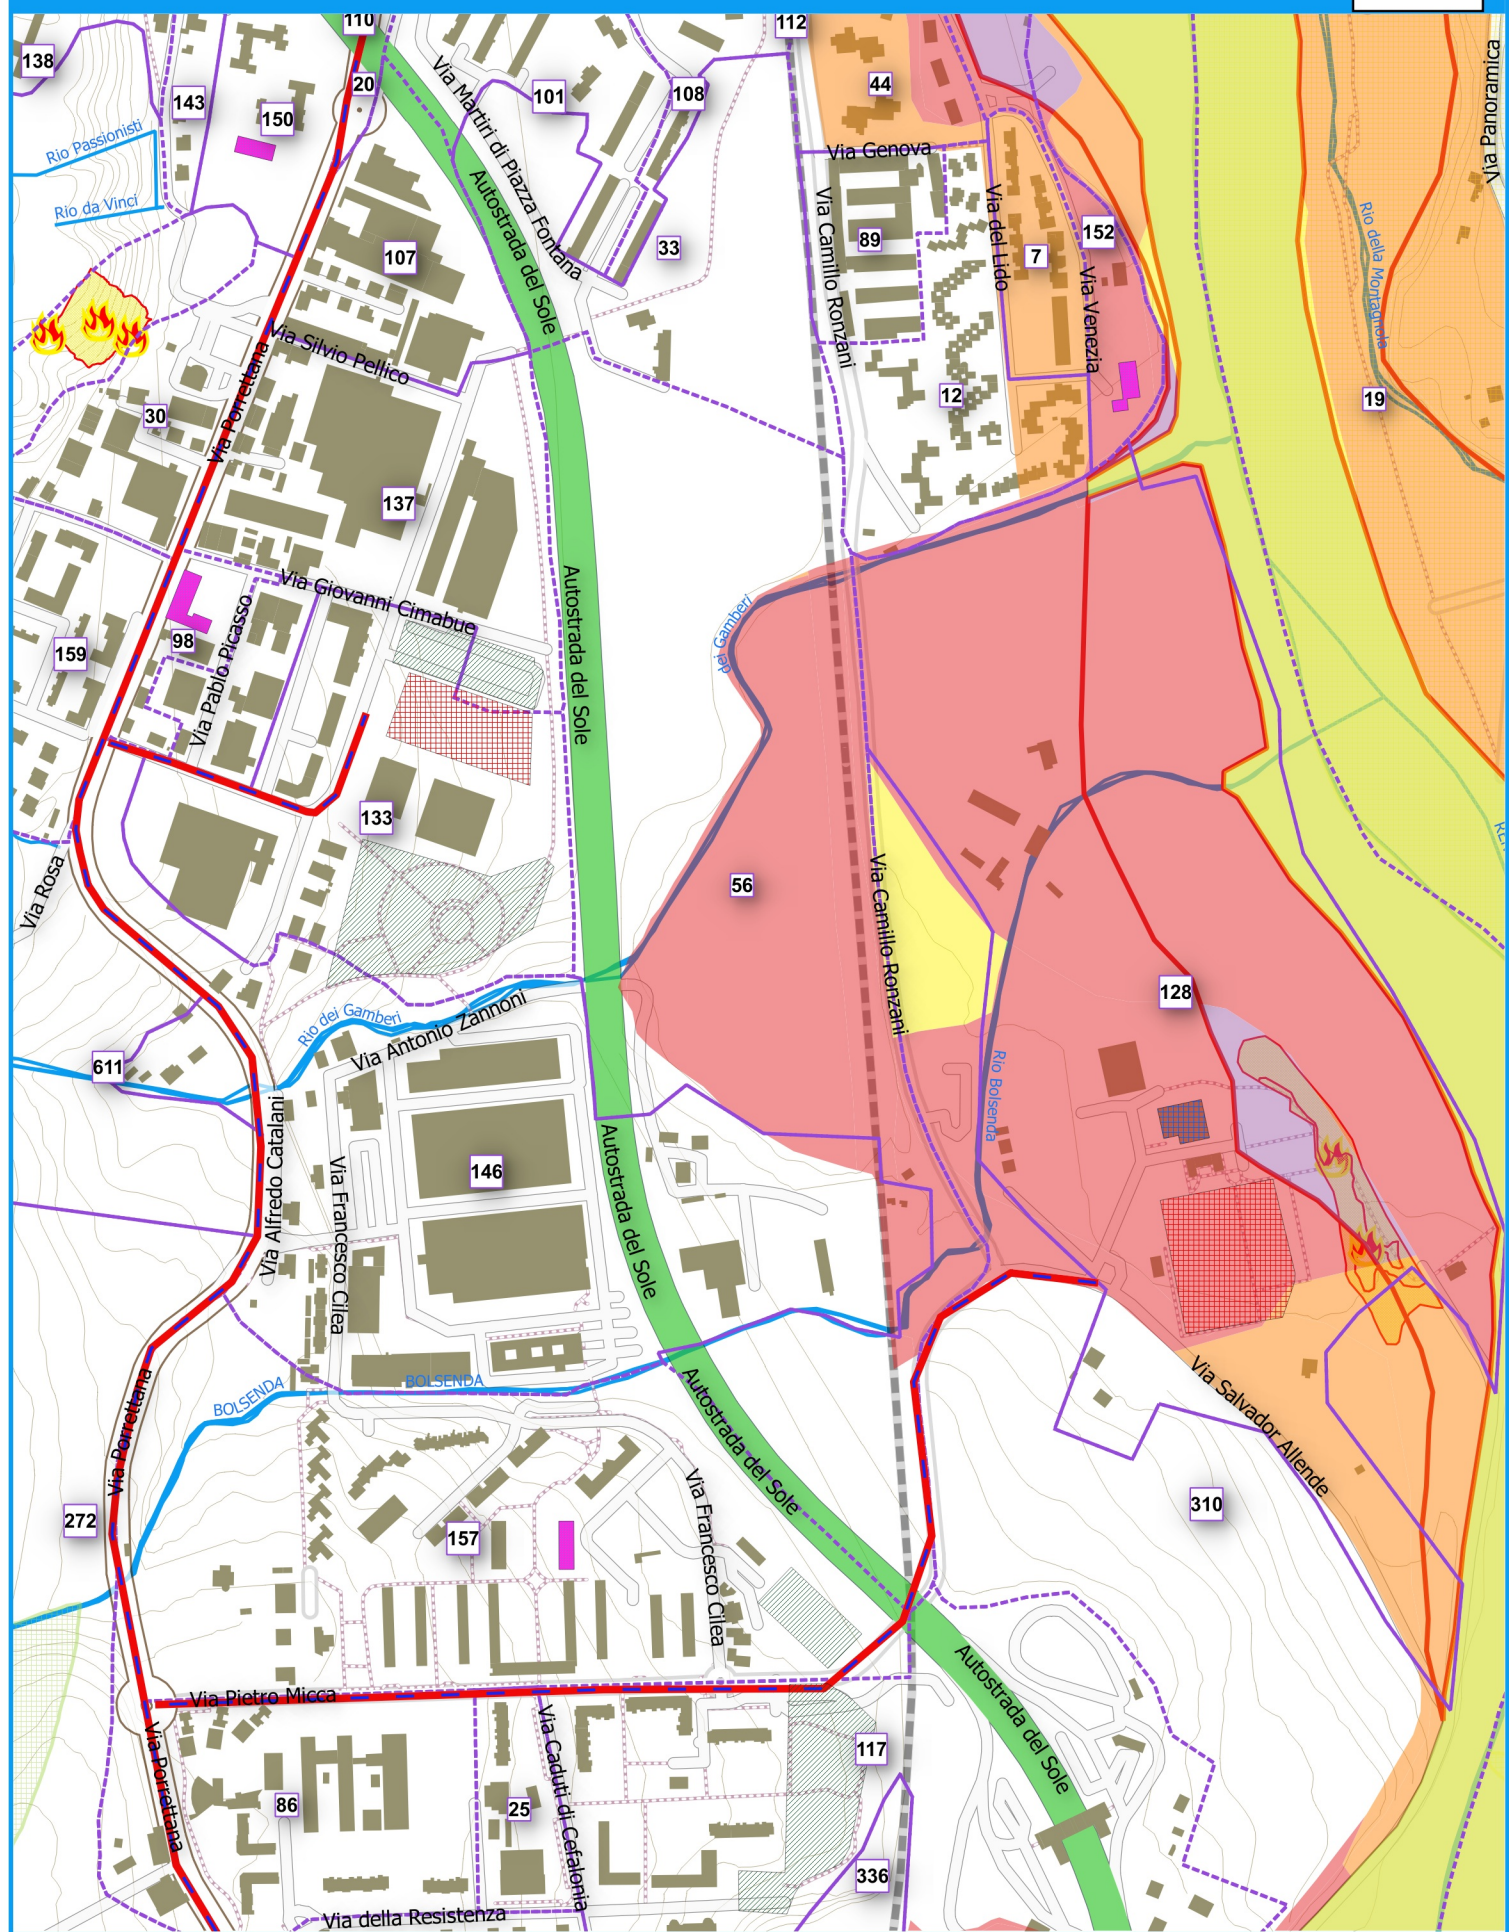 110
112
138
20
Via Martiri di Piazza Fontana
101
108
44
Via Panoramica
143
150
Rio Passionisti
Via Genova
Rio da Vinci
Autostrada del Sole
33
Via Camillo Ronzani
89
Via del Lido
7
152
Via Venezia
Rio della Montagnola
107
Via Silvio Pellico
Via Porrettana
30
12
19
137
Via Giovanni Cimabue
Autostrada del Sole
dei Gamberi
98
159
Via Pablo Picasso
133
Via Rosa
56
Via Camillo Ronzani
128
Rio dei Gamberi
Via Antonio Zannoni
611
Rio Bolsenda
Via Alfredo Catalani
146
Via Francesco Cilea
Autostrada del Sole
BOLSENDA
BOLSENDA
Via Porrettana
Autostrada del Sole
Via Salvador Allende
272
157
Via Francesco Cilea
310
Via Pietro Micca
Autostrada del Sole
Via Porrettana
Via Caduti di Cefalonia
117
86
25
336
Via della Resistenza